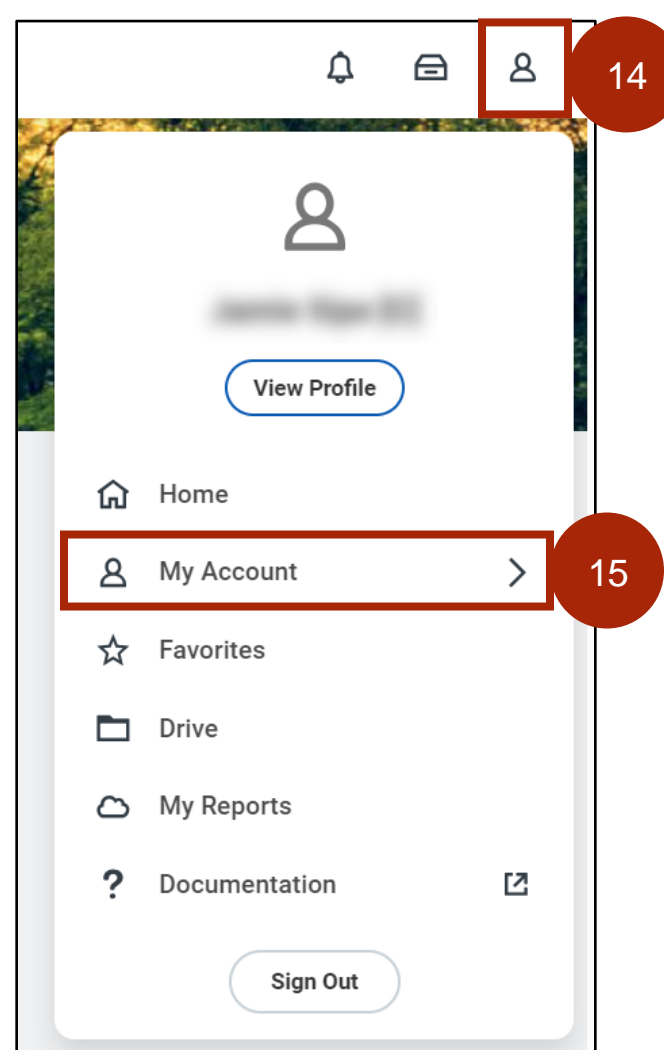 14
View Profile
Home
My Account
15
Favorites
Drive
My Reports
? Documentation
Sign Out